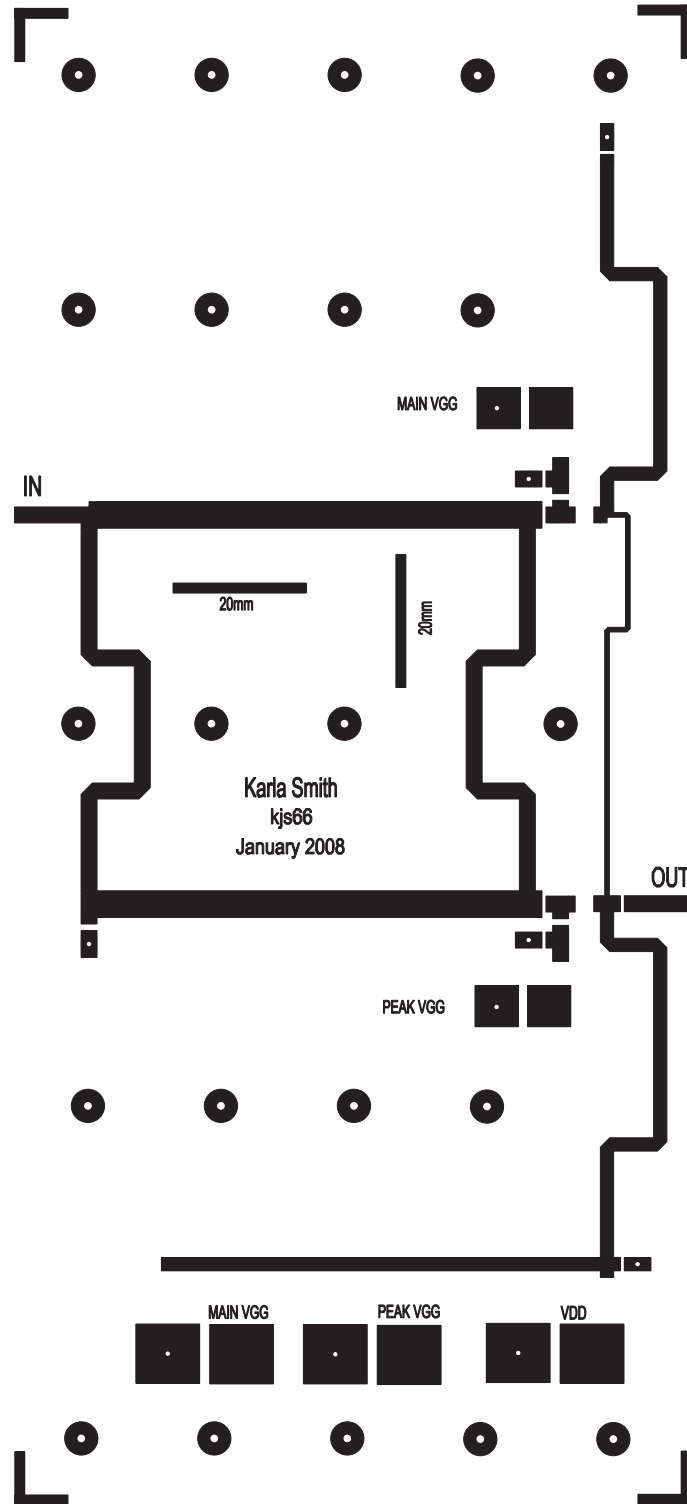 MAIN VGG
IN
20mm
20mm
Karla Smith
kjs66
January 2008
OUT
PEAK VGG
MAIN VGG
PEAK VGG
VDD